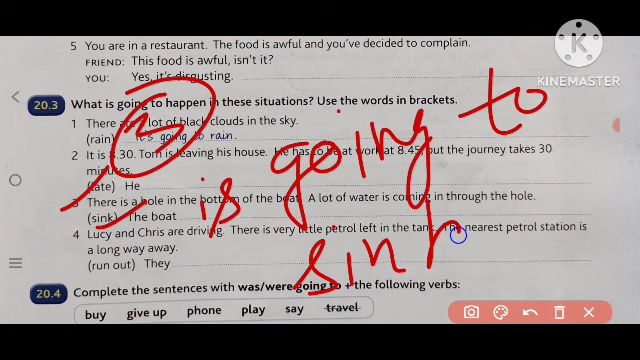 5 You are in a restaurant. The food is awful and you've decided to complain.
FRIEND: This food is awful, isn't it?
YOU: Yes, it's disgusting.
KINEMASTER
20.3 What is going to happen in these situations? Use the words in brackets.
1 There are a lot of black clouds in the sky.
(rain) It's going to rain.
2 It is 8.30. Tom is leaving his house. He has to be at work at 8.45, but the journey takes 30
minutes.
(late) He
3 There is a hole in the bottom of the boat. A lot of water is coming in through the hole.
(sink) The boat
is going to
4 Lucy and Chris are driving. There is very little petrol left in the tank. The nearest petrol station is
a long way away.
(run out) They
sin
20.4 Complete the sentences with was/were going to + the following verbs:
buy give up phone play say travel